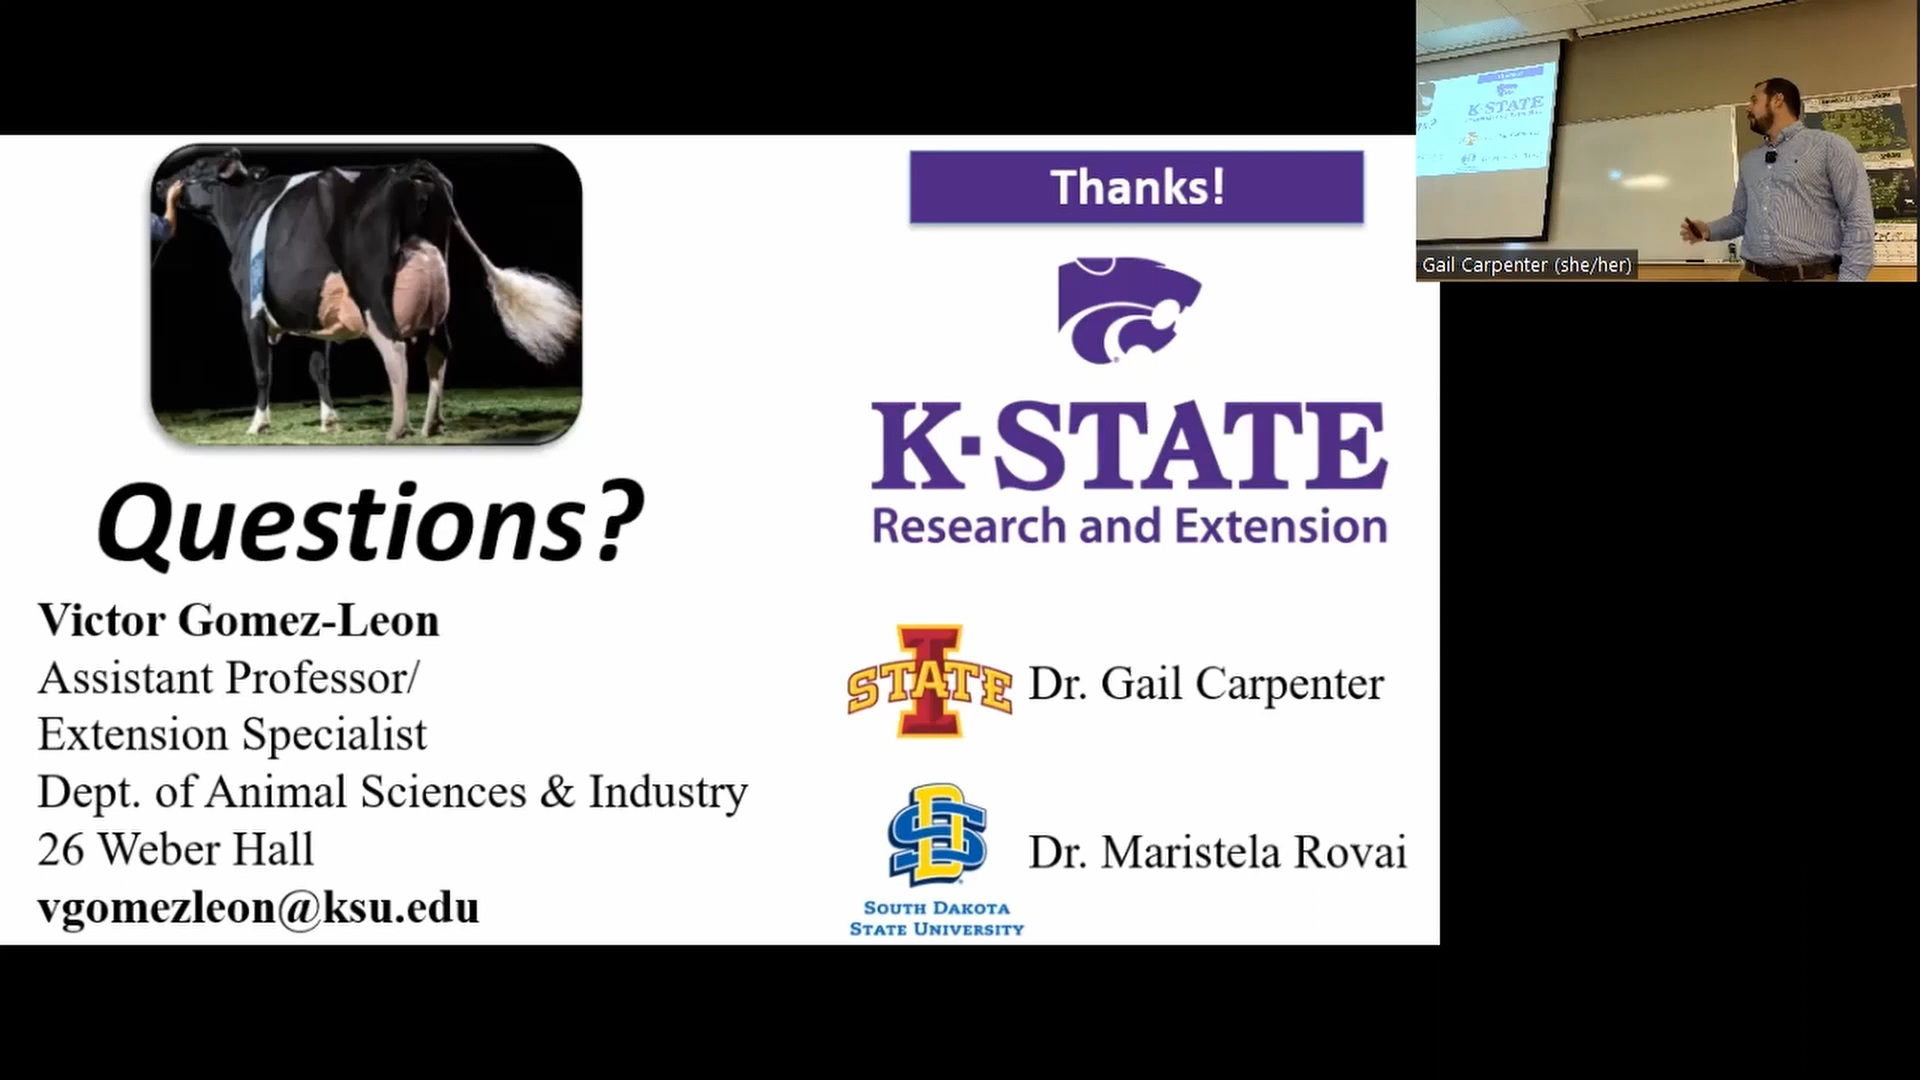 Thanks!
K·STATE
Research and Extension
Questions?
Victor Gomez-Leon
Assistant Professor/
Extension Specialist
Dept. of Animal Sciences & Industry
26 Weber Hall
vgomezleon@ksu.edu
STATE
Dr. Gail Carpenter
SD
SOUTH DAKOTA
STATE UNIVERSITY
Dr. Maristela Rovai
K·STATE
Gail Carpenter (she/her)